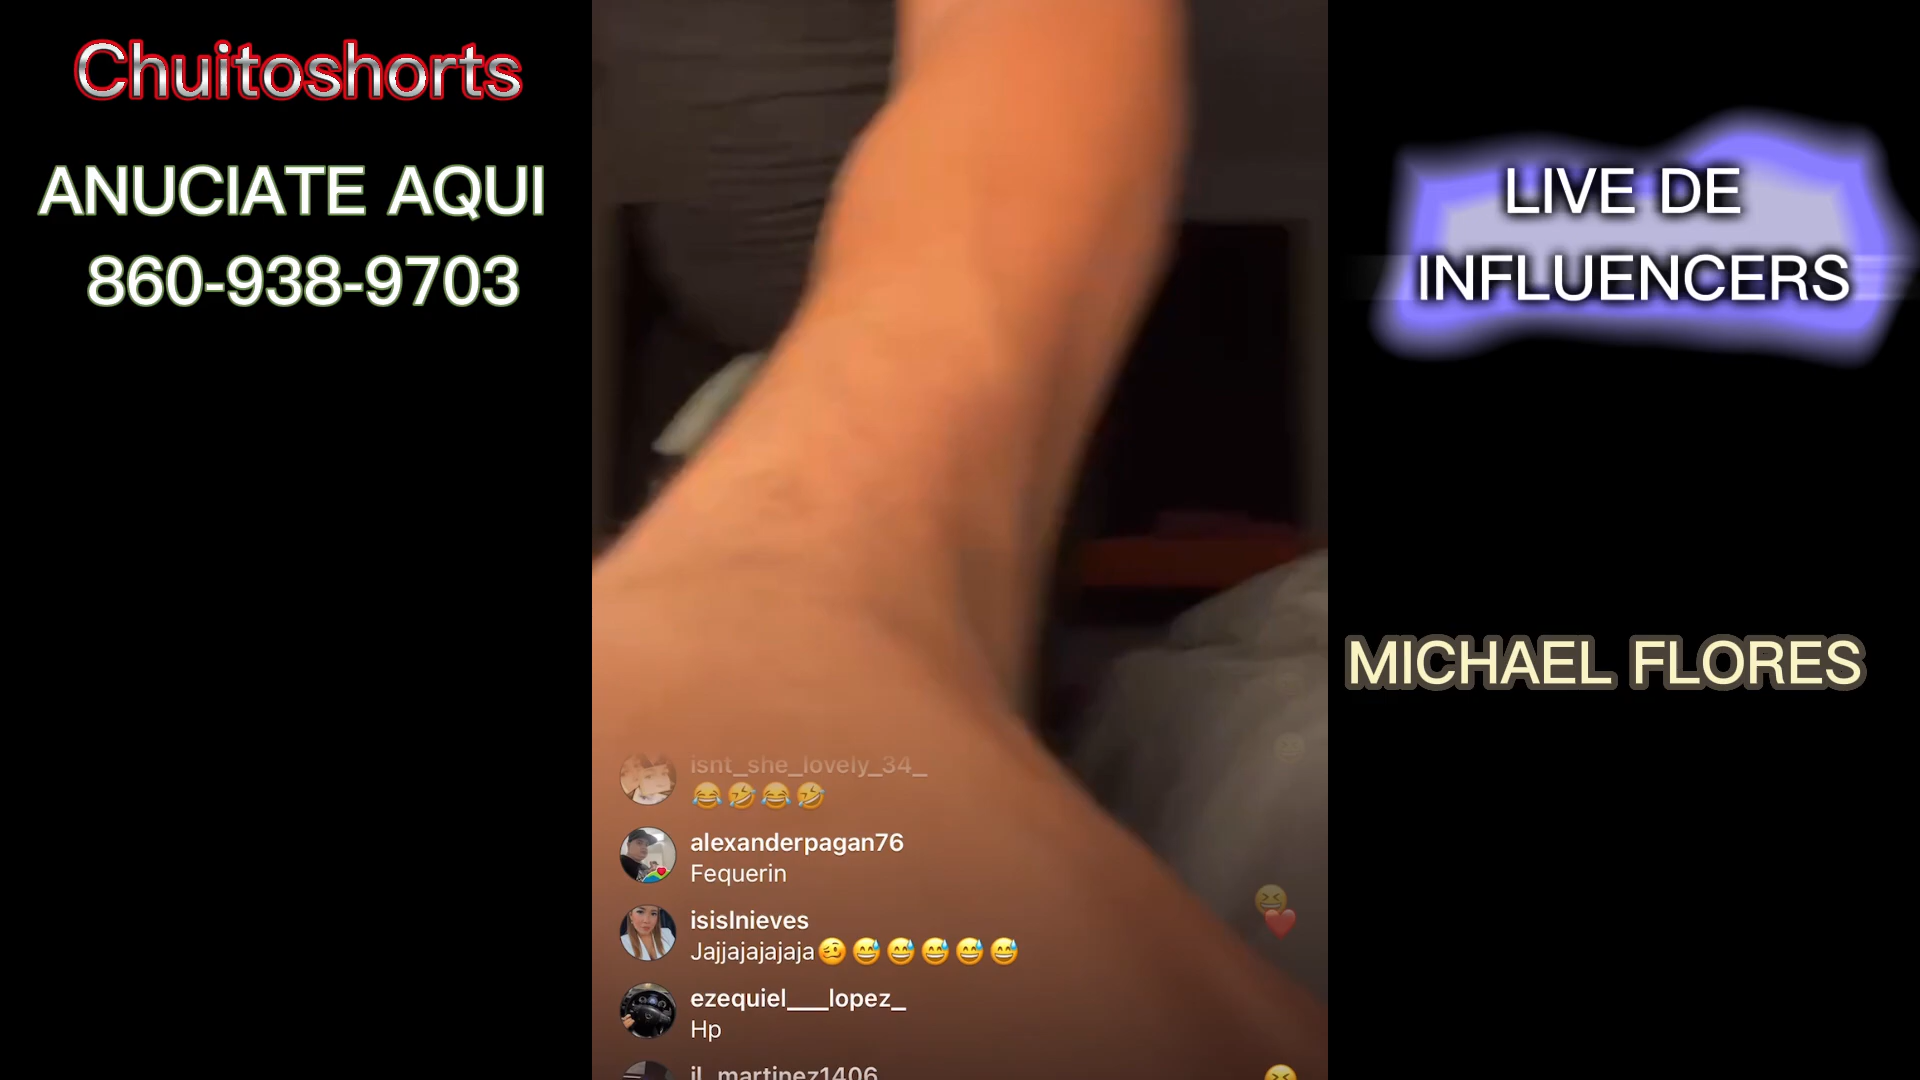 Chuitoshorts
ANUCIATE AQUI
860-938-9703
LIVE DE
INFLUENCERS
MICHAEL FLORES
isnt_she_lovely_34_
😂🤣😂🤣
alexanderpagan76
Fequerin
isislnieves
Jajjajajajaja🥴😅😅😅😅😅
ezequiel___lopez_
Hp